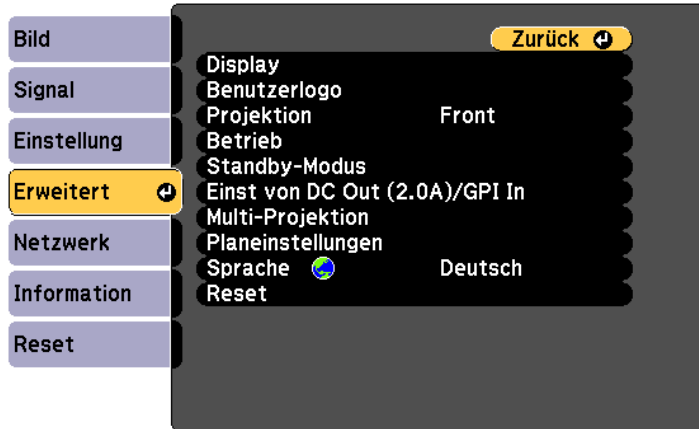 Bild
Signal
Einstellung
Erweitert
Netzwerk
Information
Reset
Zurück
Display
Benutzerlogo
Projektion Front
Betrieb
Standby-Modus
Einst von DC Out (2.0A)/GPI In
Multi-Projektion
Planeinstellungen
Sprache Deutsch
Reset